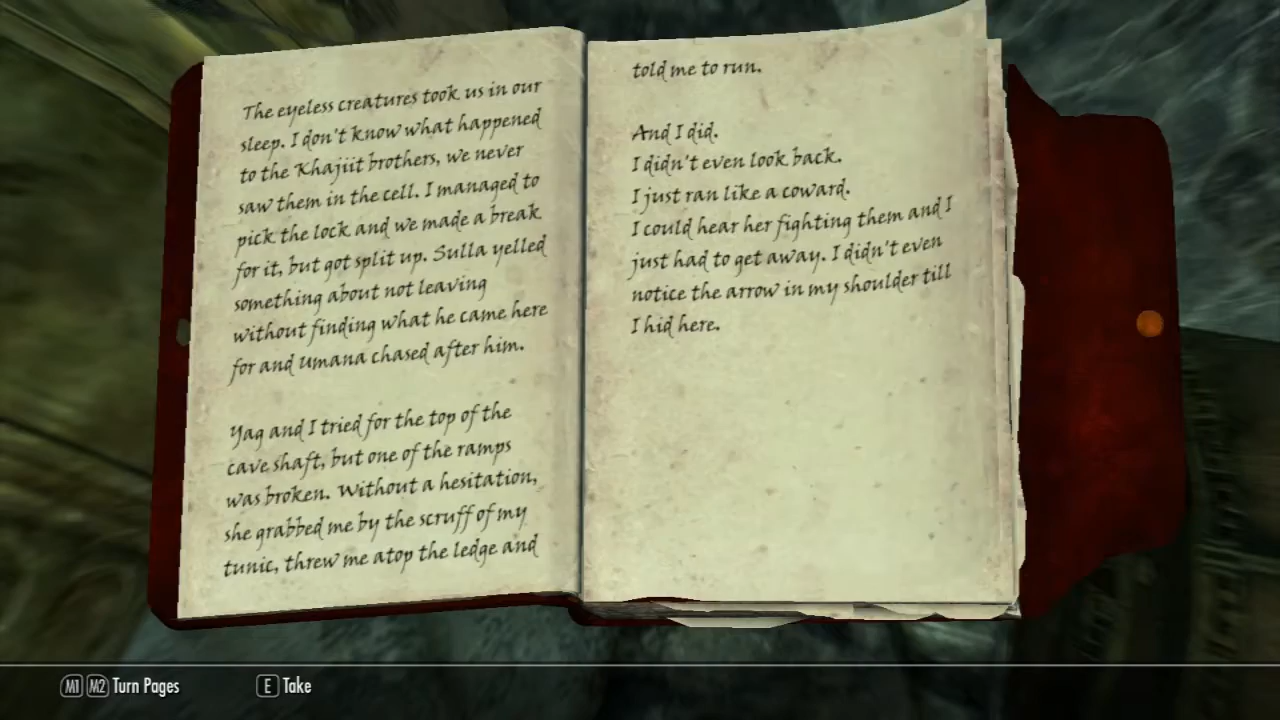 The eyeless creatures took us in our
sleep. I don't know what happened
to the Khajiit brothers, we never
saw them in the cell. I managed to
pick the lock and we made a break
for it, but got split up. Sulla yelled
something about not leaving
without finding what he came here
for and Umana chased after him.
Yag and I tried for the top of the
cave shaft, but one of the ramps
was broken. Without a hesitation,
she grabbed me by the scruff of my
tunic, threw me atop the ledge and
told me to run.
And I did.
I didn't even look back.
I just ran like a coward.
I could hear her fighting them and I
just had to get away. I didn't even
notice the arrow in my shoulder till
I hid here.
M1 M2 Turn Pages E Take